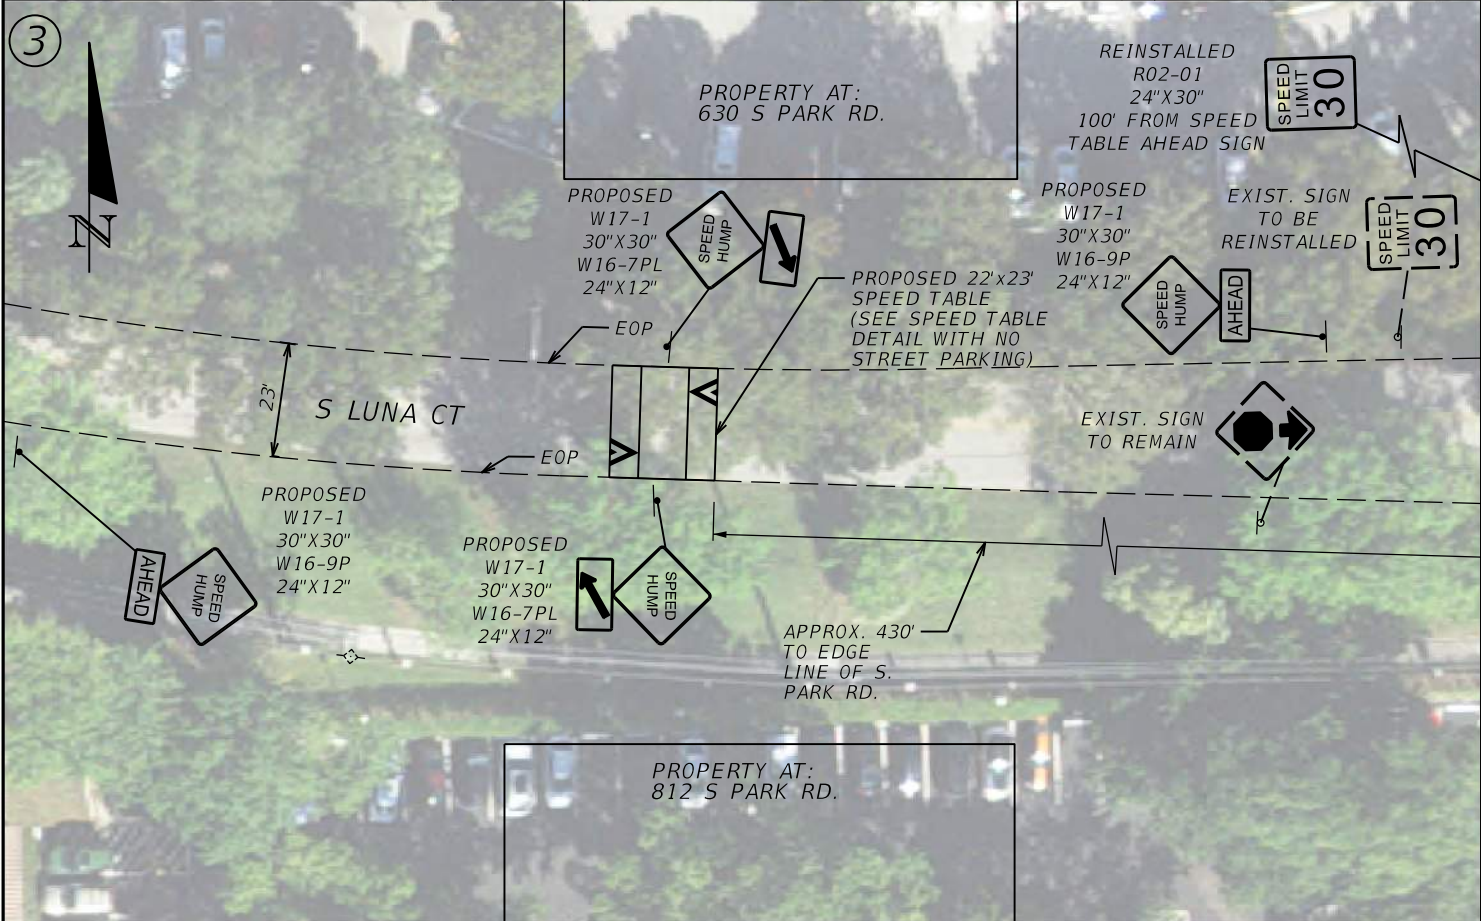 3
N
PROPERTY AT:
630 S PARK RD.
REINSTALLED
R02-01
24"X30"
100' FROM SPEED
TABLE AHEAD SIGN
SPEED
LIMIT
30
PROPOSED
W17-1
30"X30"
W16-7PL
24"X12"
SPEED
HUMP
PROPOSED
W17-1
30"X30"
W16-9P
24"X12"
SPEED
HUMP
AHEAD
EXIST. SIGN
TO BE
REINSTALLED
SPEED
LIMIT
30
PROPOSED 22'x23'
SPEED TABLE
(SEE SPEED TABLE
DETAIL WITH NO
STREET PARKING)
EOP
23'
S LUNA CT
EOP
EXIST. SIGN
TO REMAIN
PROPOSED
W17-1
30"X30"
W16-9P
24"X12"
AHEAD
SPEED
HUMP
PROPOSED
W17-1
30"X30"
W16-7PL
24"X12"
SPEED
HUMP
APPROX. 430'
TO EDGE
LINE OF S.
PARK RD.
PROPERTY AT:
812 S PARK RD.